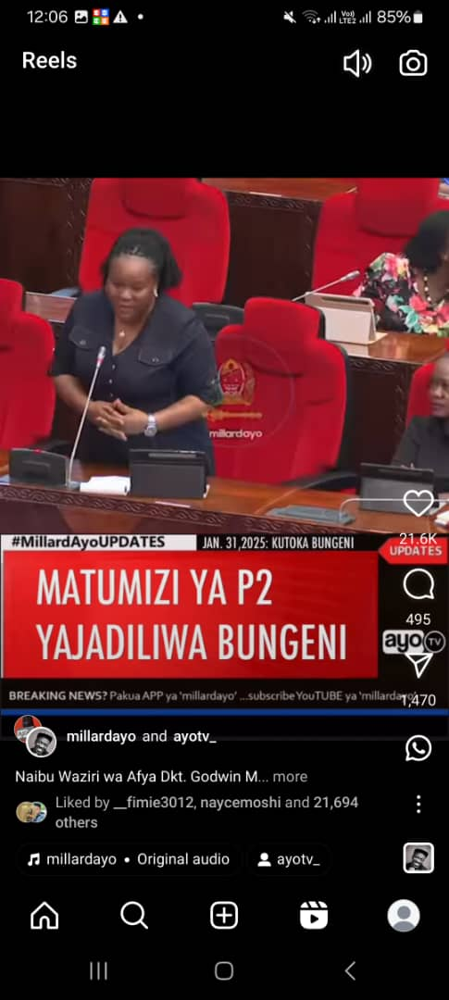 12:06
Voı) LTE2 85%
Reels
millardayo
#MillardAyoUPDATES
JAN. 31,2025: KUTOKA BUNGENI
21.6K
UPDATES
MATUMIZI YA P2
YAJADILIWA BUNGENI
495
ayo TV
BREAKING NEWS? Pakua APP ya 'millardayo' ...subscribe YouTUBE ya 'millardayo'
1,470
millardayo and ayotv_
Naibu Waziri wa Afya Dkt. Godwin M... more
Liked by __fimie3012, naycemoshi and 21,694
others
millardayo • Original audio
ayotv_